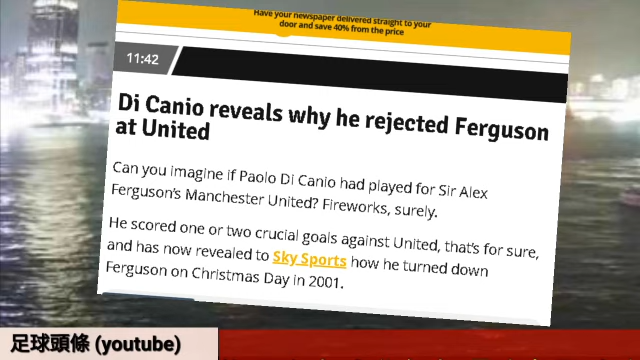 Have your newspaper delivered straight to your
door and save 40% from the price
11:42
Di Canio reveals why he rejected Ferguson
at United
Can you imagine if Paolo Di Canio had played for Sir Alex
Ferguson's Manchester United? Fireworks, surely.
He scored one or two crucial goals against United, that's for sure,
and has now revealed to Sky Sports how he turned down
Ferguson on Christmas Day in 2001.
足球頭條 (youtube)